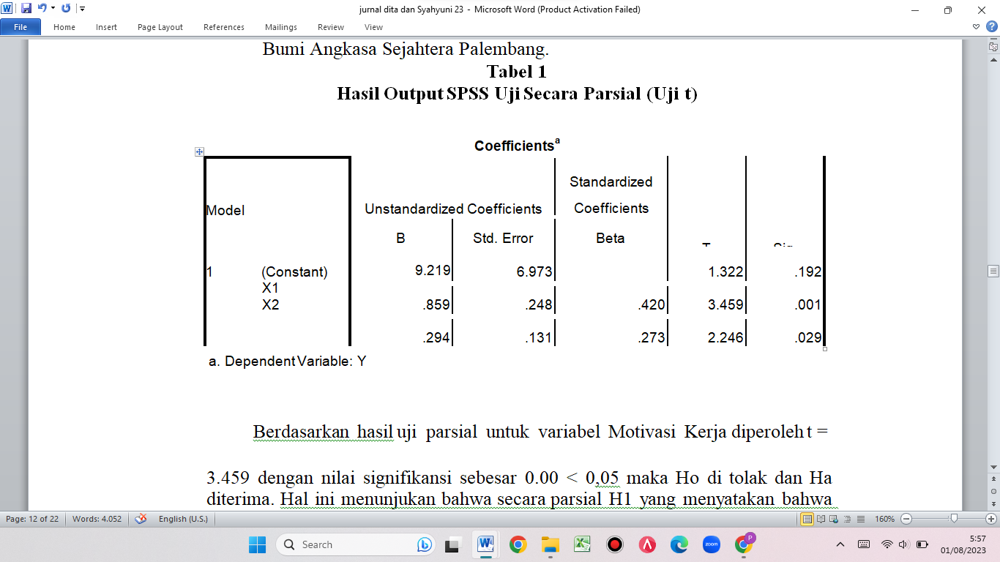 jurnal dita dan Syahyuni 23 - Microsoft Word (Product Activation Failed)
File Home Insert Page Layout References Mailings Review View
Bumi Angkasa Sejahtera Palembang.
Tabel 1
Hasil Output SPSS Uji Secara Parsial (Uji t)
Coefficientsa
Model Unstandardized Coefficients Standardized Coefficients
B Std. Error Beta
1 (Constant) 9.219 6.973 1.322 .192
X1
X2 .859 .248 .420 3.459 .001
.294 .131 .273 2.246 .029
a. Dependent Variable: Y
Berdasarkan hasil uji parsial untuk variabel Motivasi Kerja diperoleh t =
3.459 dengan nilai signifikansi sebesar 0.00 < 0,05 maka Ho di tolak dan Ha
diterima. Hal ini menunjukan bahwa secara parsial H1 yang menyatakan bahwa
Page: 12 of 22 Words: 4.052 English (U.S.) 160%
Search zoom P 5:57
01/08/2023